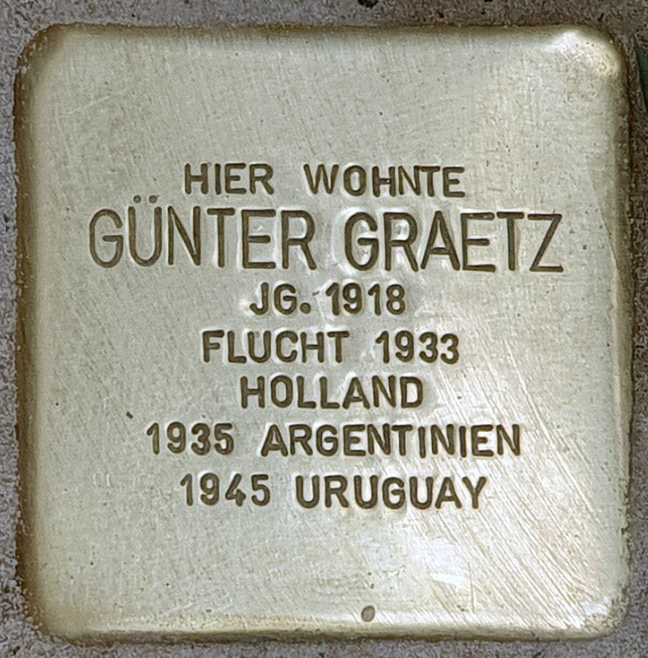 HIER WOHNTE
GÜNTER GRAETZ
JG. 1918
FLUCHT 1933
HOLLAND
1935 ARGENTINIEN
1945 URUGUAY